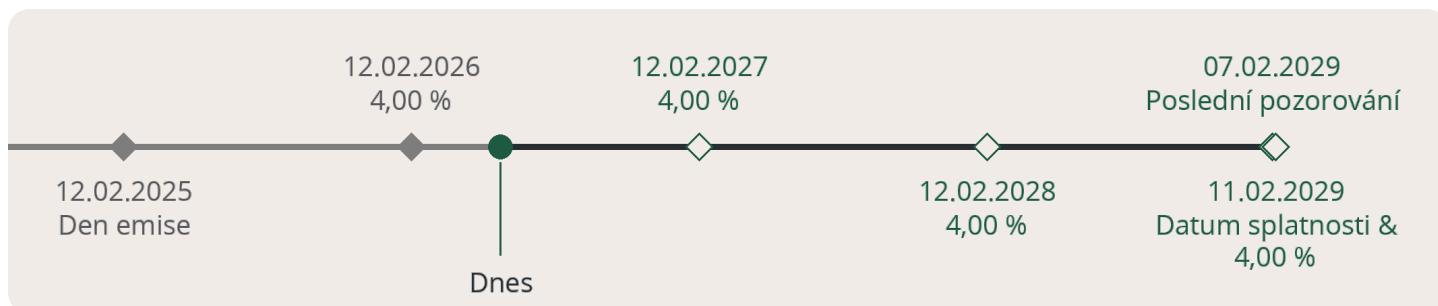 12.02.2026
4,00 %
12.02.2027
4,00 %
07.02.2029
Poslední pozorování
12.02.2025
Den emise
12.02.2028
4,00 %
11.02.2029
Datum splatnosti &
4,00 %
Dnes